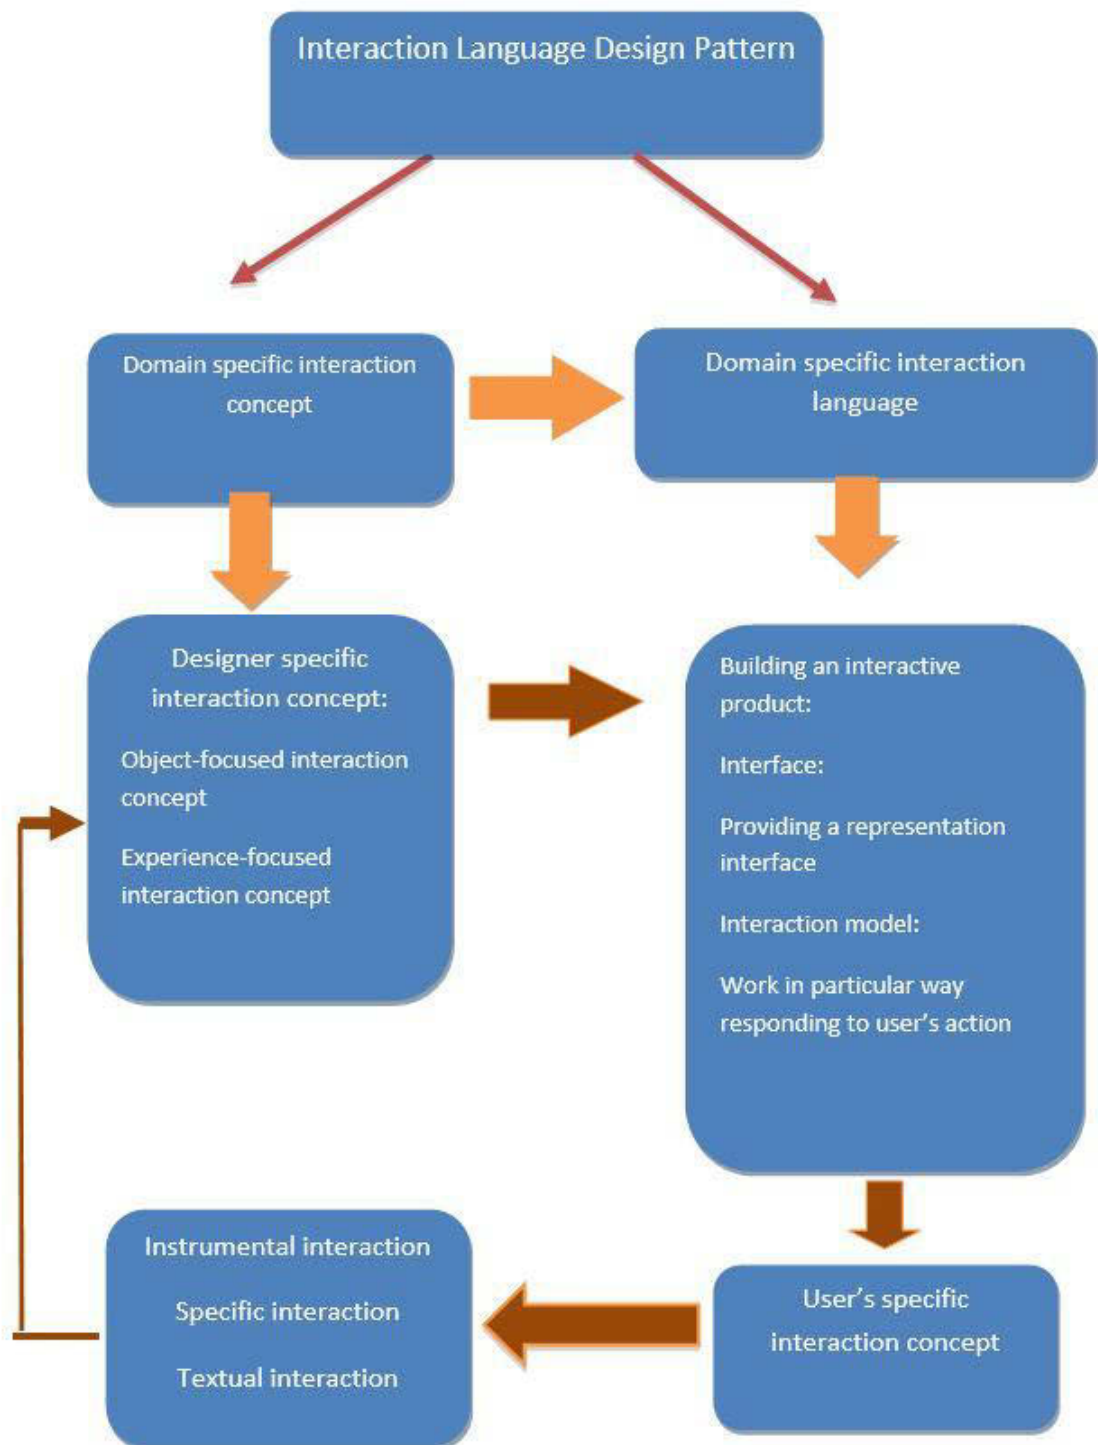 Interaction Language Design Pattern
Domain specific interaction
concept
Domain specific interaction
language
Designer specific
interaction concept:
Object-focused interaction
concept
Experience-focused
interaction concept
Building an interactive
product:
Interface:
Providing a representation
interface
Interaction model:
Work in particular way
responding to user's action
Instrumental interaction
Specific interaction
Textual interaction
User's specific
interaction concept